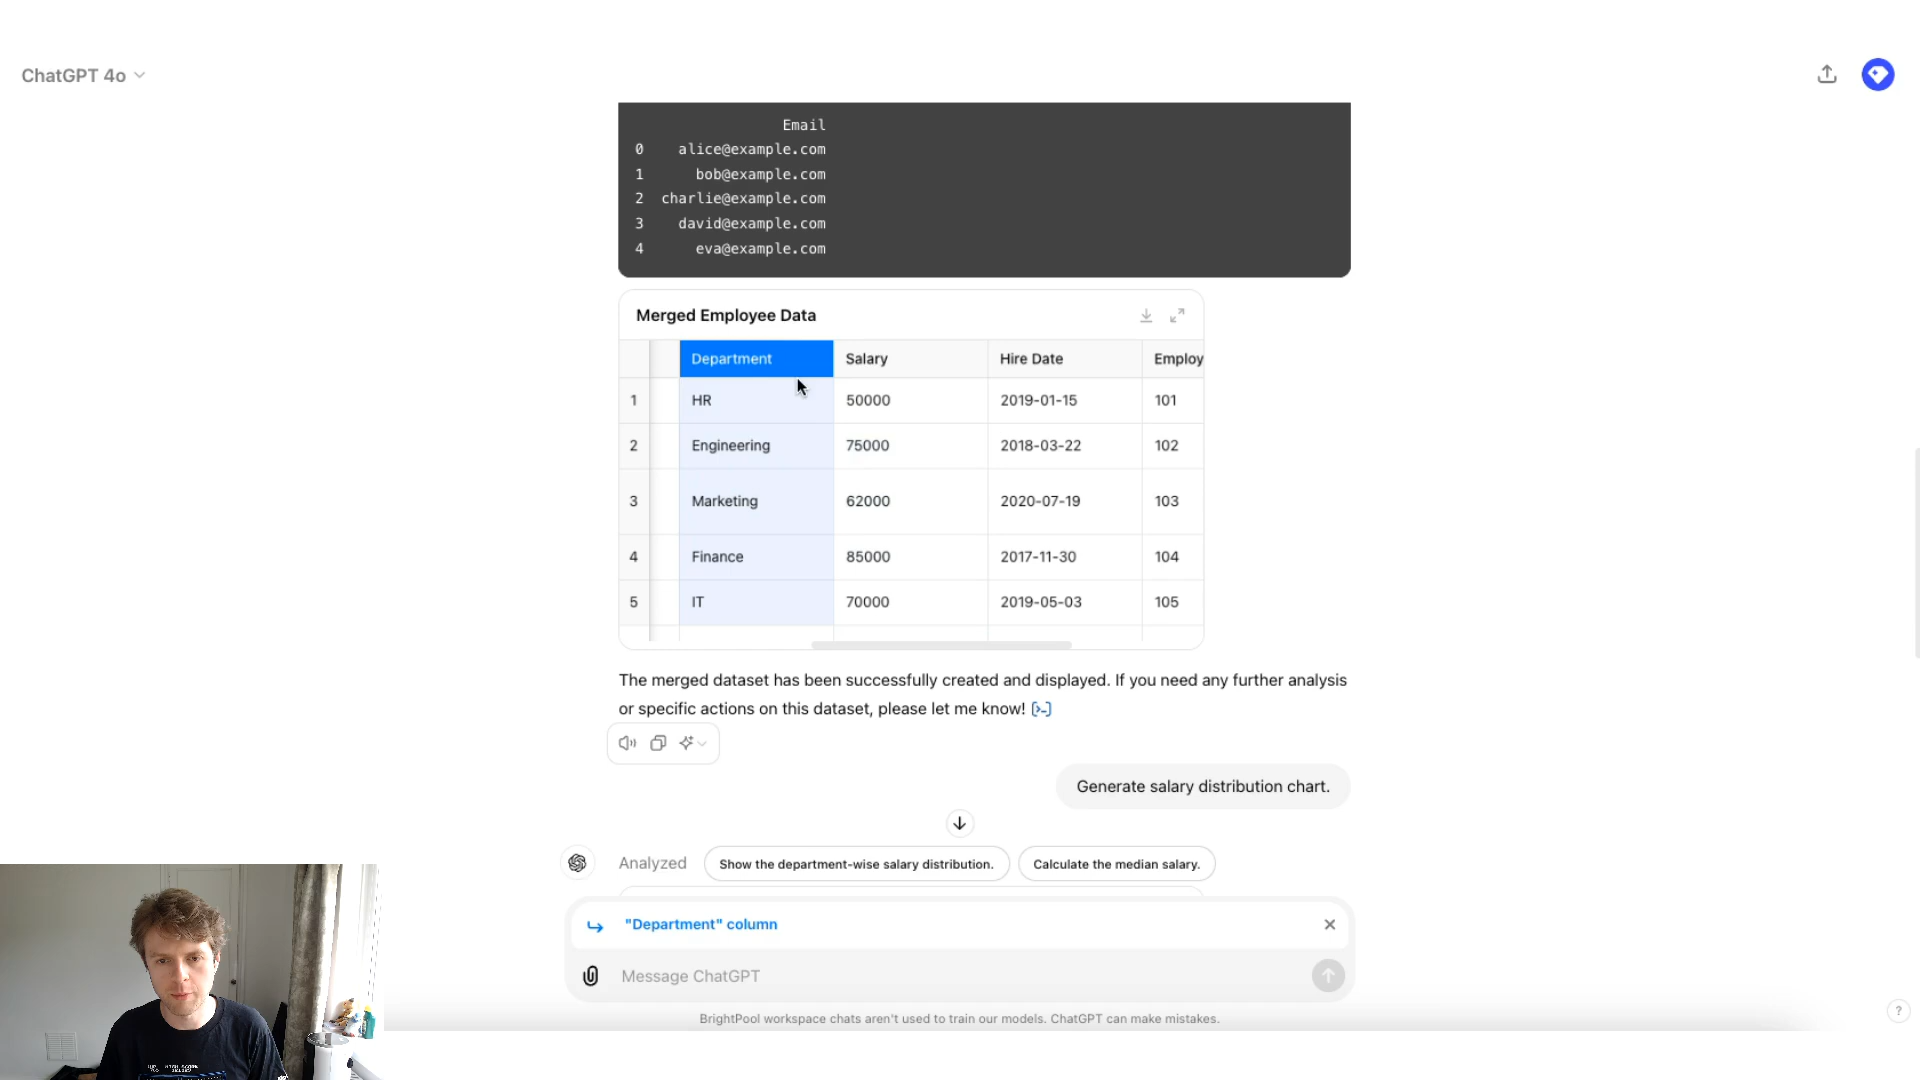 ChatGPT 4o
Email
0 alice@example.com
1 bob@example.com
2 charlie@example.com
3 david@example.com
4 eva@example.com
Merged Employee Data
Department Salary Hire Date Employ
1 HR 50000 2019-01-15 101
2 Engineering 75000 2018-03-22 102
3 Marketing 62000 2020-07-19 103
4 Finance 85000 2017-11-30 104
5 IT 70000 2019-05-03 105
The merged dataset has been successfully created and displayed. If you need any further analysis
or specific actions on this dataset, please let me know! [>-]
Generate salary distribution chart.
Analyzed Show the department-wise salary distribution. Calculate the median salary.
"Department" column
Message ChatGPT
BrightPool workspace chats aren't used to train our models. ChatGPT can make mistakes.
?